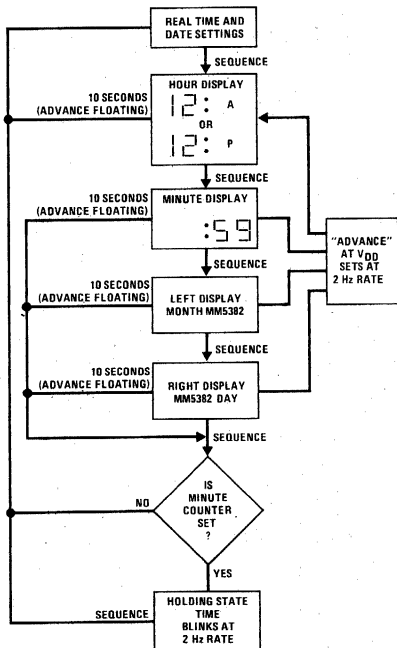 REAL TIME AND
DATE SETTINGS
SEQUENCE
10 SECONDS
(ADVANCE FLOATING)
HOUR DISPLAY
12: A
OR
12: P
SEQUENCE
10 SECONDS
(ADVANCE FLOATING)
MINUTE DISPLAY
:59
"ADVANCE"
AT VDD
SETS AT
2 Hz RATE
SEQUENCE
10 SECONDS
(ADVANCE FLOATING)
LEFT DISPLAY
MONTH MM5382
SEQUENCE
10 SECONDS
(ADVANCE FLOATING)
RIGHT DISPLAY
MM5382 DAY
SEQUENCE
NO
IS
MINUTE
COUNTER
SET
?
YES
SEQUENCE
HOLDING STATE
TIME
BLINKS AT
2 Hz RATE